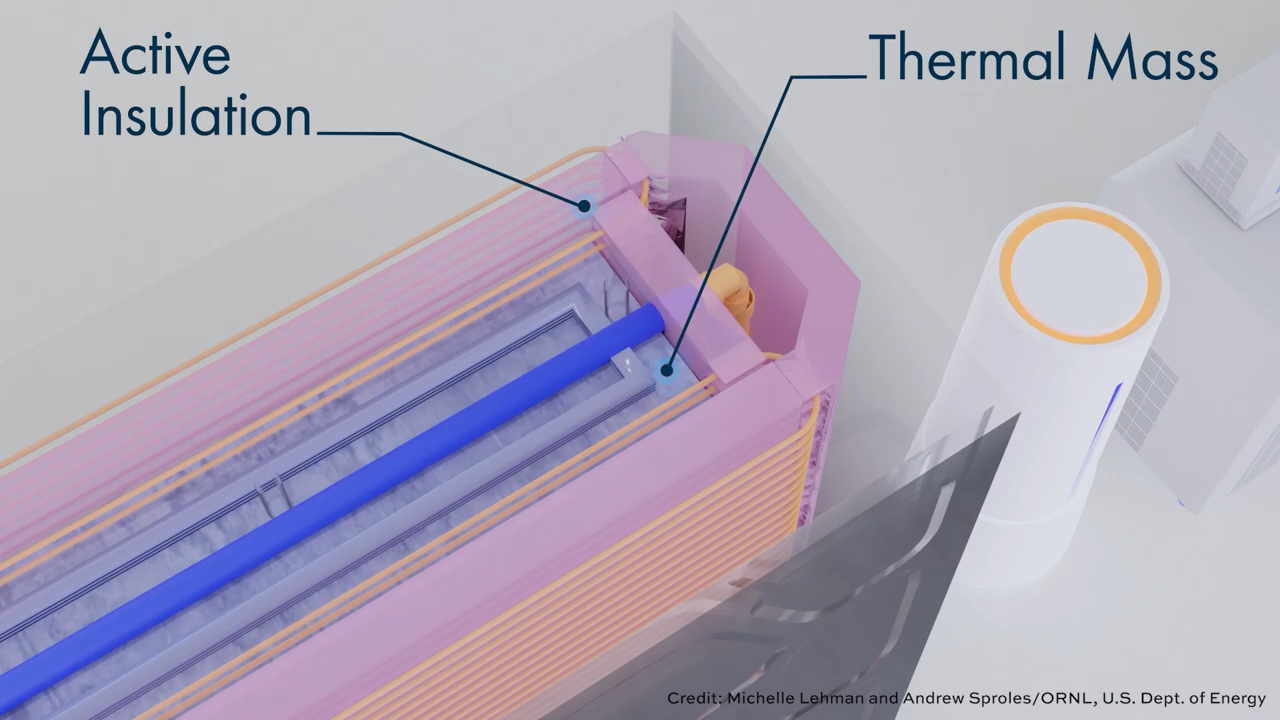 Active
Insulation
Thermal Mass
Credit: Michelle Lehman and Andrew Sproles/ORNL, U.S. Dept. of Energy